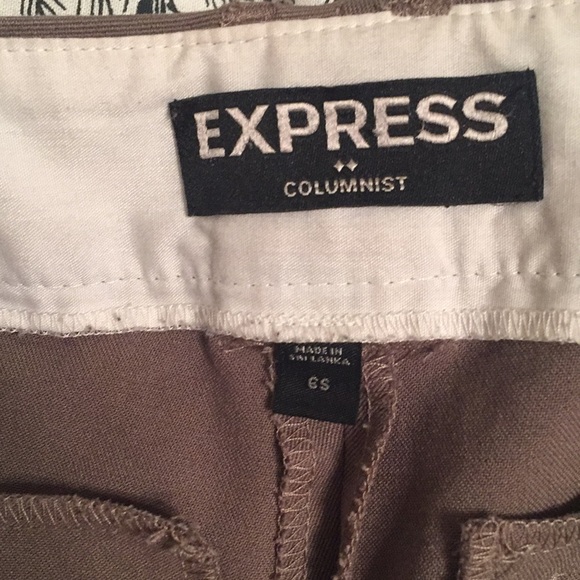 EXPRESS
COLUMNIST
MADE IN
SRI LANKA
6S